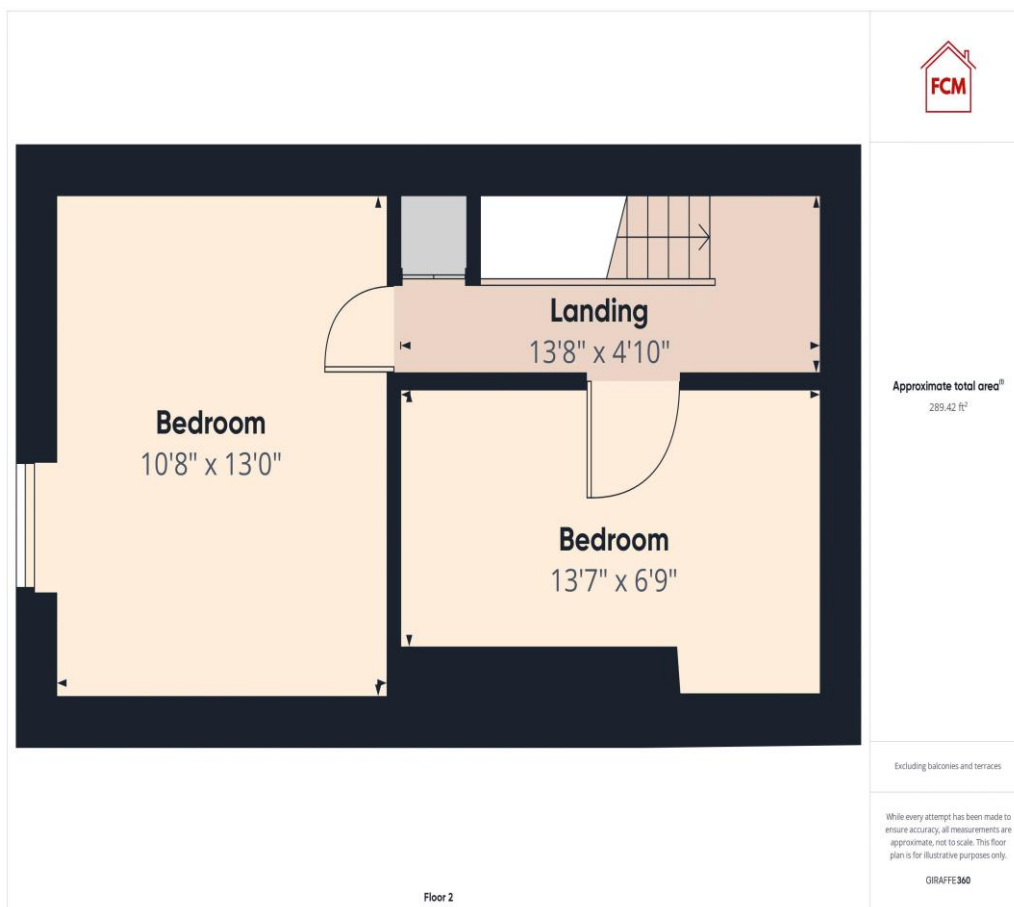 FCM
Landing
13'8" x 4'10"
Bedroom
10'8" x 13'0"
Bedroom
13'7" x 6'9"
Approximate total area(1)
289.42 ft²
Excluding balconies and terraces
While every attempt has been made to
ensure accuracy, all measurements are
approximate, not to scale. This floor
plan is for illustrative purposes only.
GIRAFFE360
Floor 2